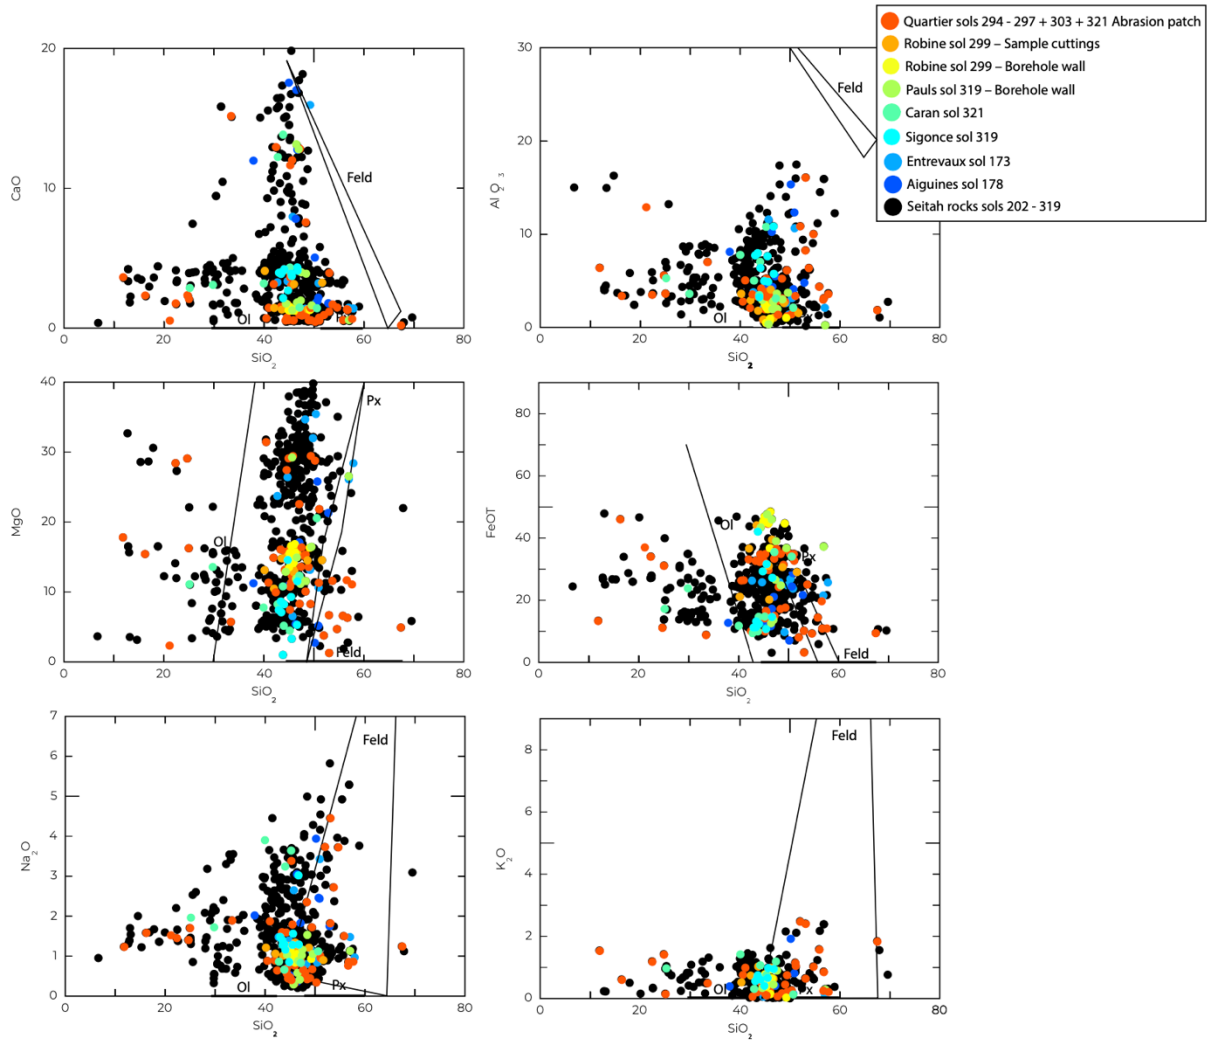 Quartier sols 294 - 297 + 303 + 321 Abrasion patch
Robine sol 299 – Sample cuttings
Robine sol 299 – Borehole wall
Pauls sol 319 – Borehole wall
Caran sol 321
Sigonce sol 319
Entrevaux sol 173
Aiguines sol 178
Seitah rocks sols 202 - 319
20
10
0
CaO
Feld
Ol
0
20
40
60
80
SiO2
30
20
10
0
Al2O3
Feld
Ol
0
20
40
60
80
SiO2
40
30
20
10
0
MgO
Px
Ol
Feld
0
20
40
60
80
SiO2
80
70
60
50
40
30
20
10
0
FeOT
Ol
Px
Feld
0
20
40
60
80
SiO2
7
6
5
4
3
2
1
0
Na2O
Feld
Ol
Px
0
20
40
60
80
SiO2
8
6
4
2
0
K2O
Feld
Ol
Px
0
20
40
60
80
SiO2